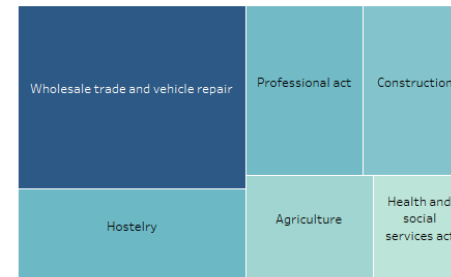 Wholesale trade and vehicle repair
Professional act
Construction
Hostelry
Agriculture
Health and
social
services act